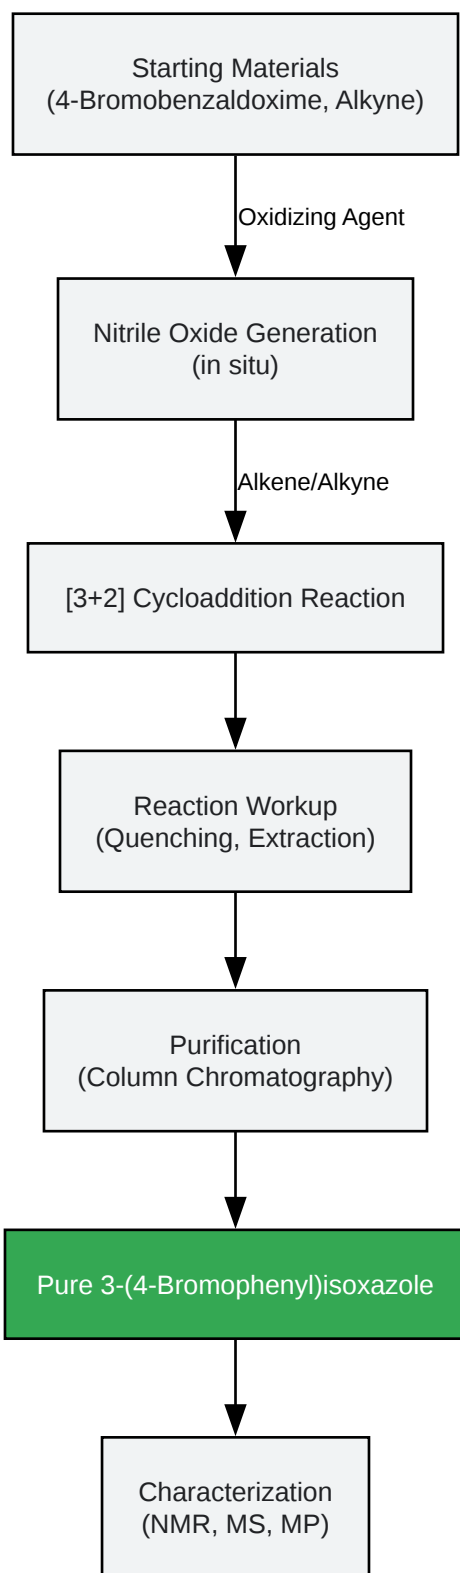 Starting Materials
(4-Bromobenzaldoxime, Alkyne)
Oxidizing Agent
Nitrile Oxide Generation
(in situ)
Alkene/Alkyne
[3+2] Cycloaddition Reaction
Reaction Workup
(Quenching, Extraction)
Purification
(Column Chromatography)
Pure 3-(4-Bromophenyl)isoxazole
Characterization
(NMR, MS, MP)